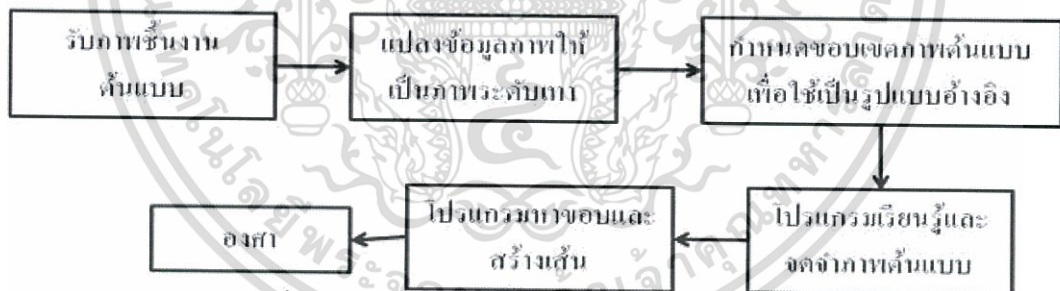 รับภาพชิ้นงาน
ต้นแบบ
แปลงข้อมูลภาพให้
เป็นภาพระดับเทา
กำหนดขอบเขตภาพต้นแบบ
เพื่อใช้เป็นรูปแบบอ้างอิง
โปรแกรมเรียนรู้และ
จดจำภาพต้นแบบ
โปรแกรมหาขอบและ
สร้างเส้น
องศา